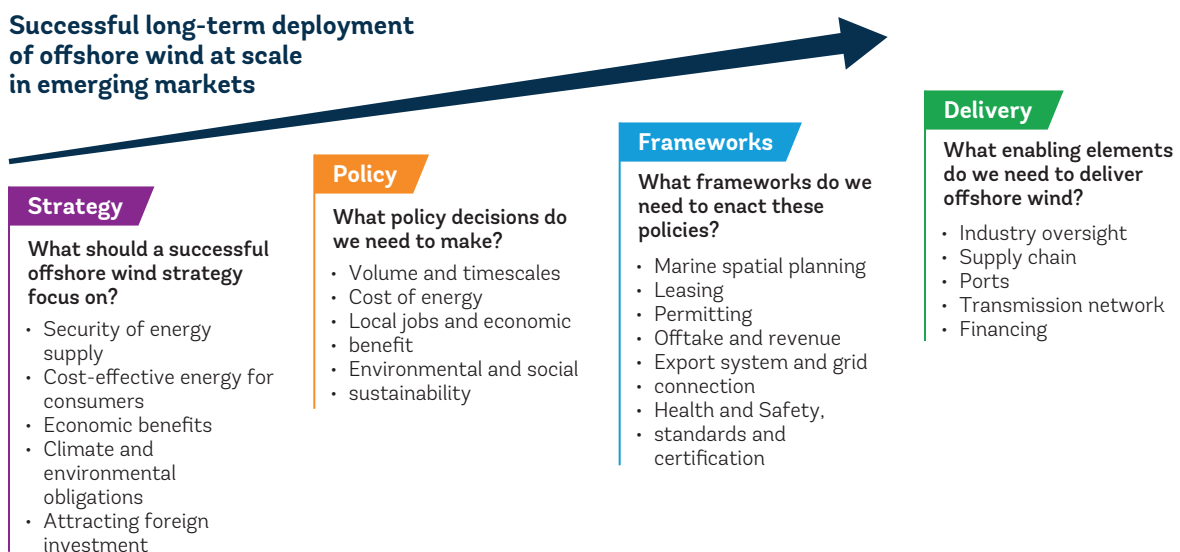 Successful long-term deployment
of offshore wind at scale
in emerging markets
Strategy
What should a successful
offshore wind strategy
focus on?
• Security of energy
supply
• Cost-effective energy for
consumers
• Economic benefits
• Climate and
environmental
obligations
• Attracting foreign
investment
Policy
What policy decisions do
we need to make?
• Volume and timescales
• Cost of energy
• Local jobs and economic
• benefit
• Environmental and social
• sustainability
Frameworks
What frameworks do we
need to enact these
policies?
• Marine spatial planning
• Leasing
• Permitting
• Offtake and revenue
• Export system and grid
• connection
• Health and Safety,
• standards and
certification
Delivery
What enabling elements
do we need to deliver
offshore wind?
• Industry oversight
• Supply chain
• Ports
• Transmission network
• Financing